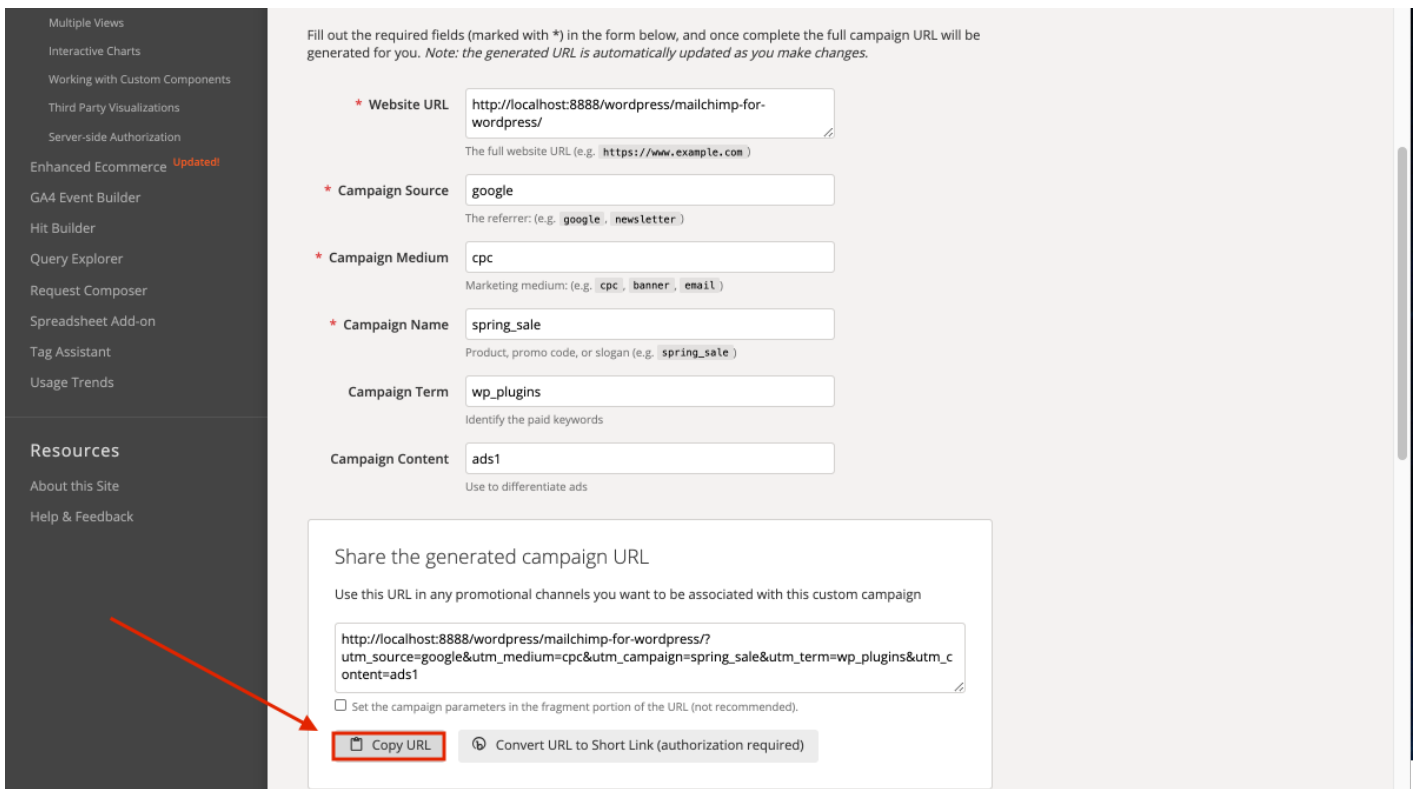 Multiple Views
Interactive Charts
Working with Custom Components
Third Party Visualizations
Server-side Authorization
Enhanced Ecommerce Updated!
GA4 Event Builder
Hit Builder
Query Explorer
Request Composer
Spreadsheet Add-on
Tag Assistant
Usage Trends
Resources
About this Site
Help & Feedback
Fill out the required fields (marked with *) in the form below, and once complete the full campaign URL will be
generated for you. Note: the generated URL is automatically updated as you make changes.
* Website URL
http://localhost:8888/wordpress/mailchimp-for-
wordpress/
The full website URL (e.g. https://www.example.com )
* Campaign Source google
The referrer: (e.g. google , newsletter )
* Campaign Medium cpc
Marketing medium: (e.g. cpc , banner , email )
* Campaign Name spring_sale
Product, promo code, or slogan (e.g. spring_sale )
Campaign Term wp_plugins
Identify the paid keywords
Campaign Content ads1
Use to differentiate ads
Share the generated campaign URL
Use this URL in any promotional channels you want to be associated with this custom campaign
http://localhost:8888/wordpress/mailchimp-for-wordpress/?
utm_source=google&utm_medium=cpc&utm_campaign=spring_sale&utm_term=wp_plugins&utm_c
ontent=ads1
Set the campaign parameters in the fragment portion of the URL (not recommended).
Copy URL Convert URL to Short Link (authorization required)